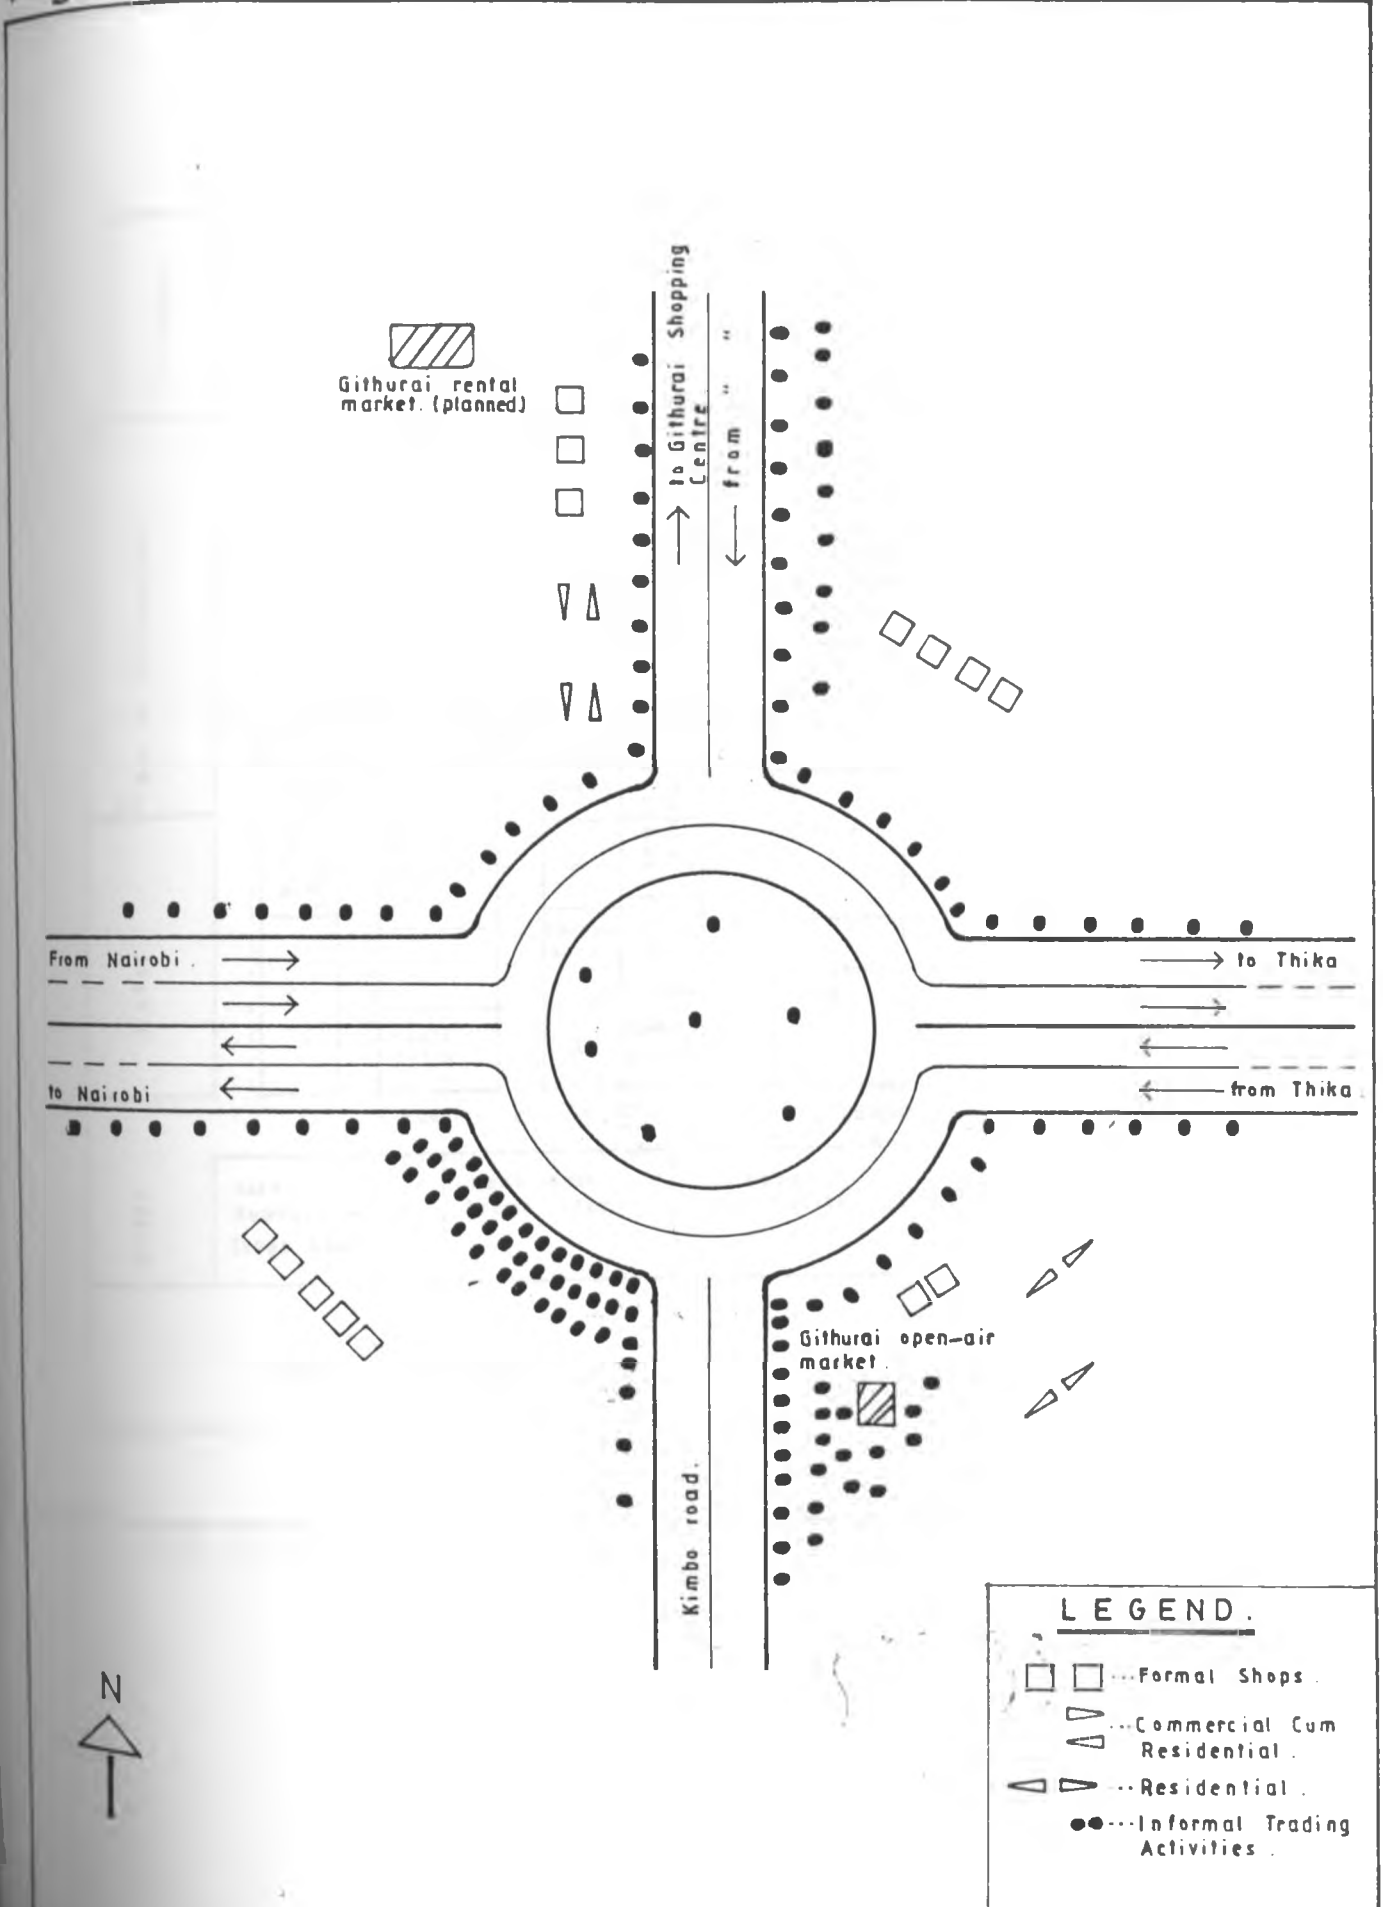 to Githurai Shopping
Centre
from " "
Githurai rental
market. (planned)
From Nairobi.
to Thika
to Nairobi
from Thika
Githurai open-air
market.
Kimbo road.
N
LEGEND.
...Formal Shops.
...Commercial Cum
Residential.
...Residential.
...Informal Trading
Activities.